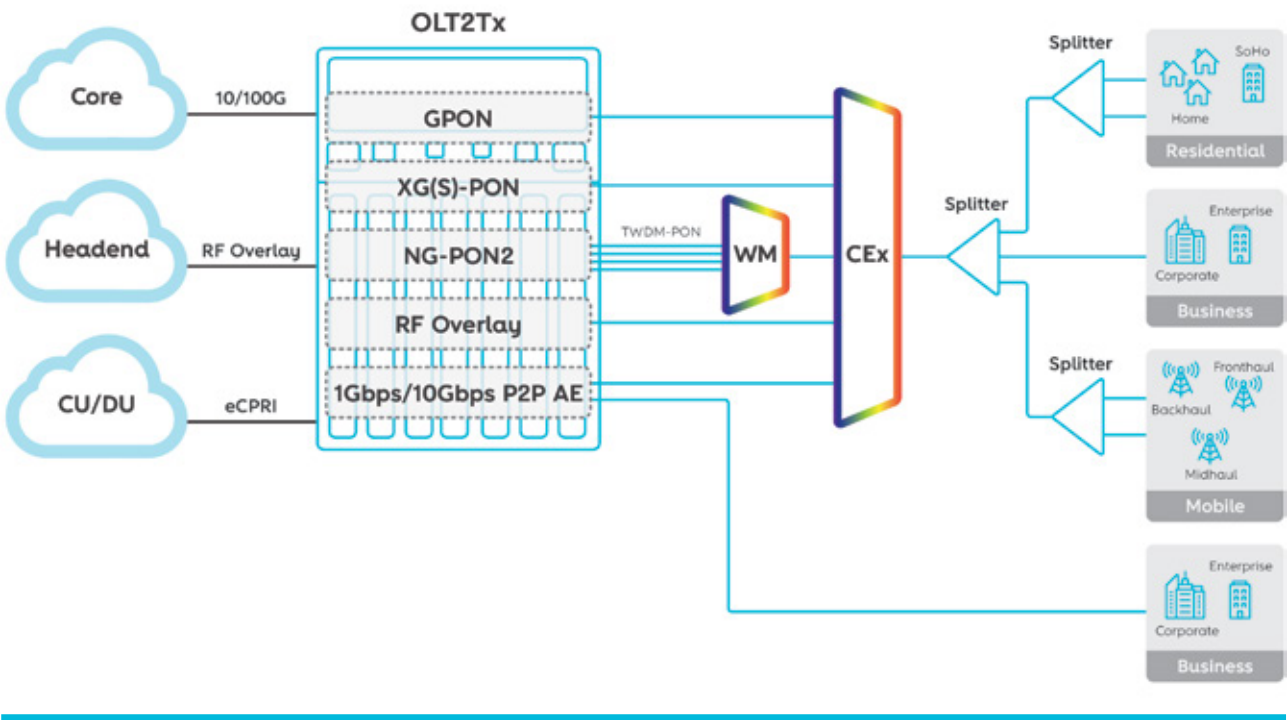 OLT2Tx
Core
10/100G
Headend
RF Overlay
CU/DU
eCPRI
GPON
XG(S)-PON
NG-PON2
RF Overlay
1Gbps/10Gbps P2P AE
TWDM-PON
WM
CEx
Splitter
Splitter
Splitter
SoHo
Home
Residential
Enterprise
Corporate
Business
Fronthaul
Backhaul
Midhaul
Mobile
Enterprise
Corporate
Business